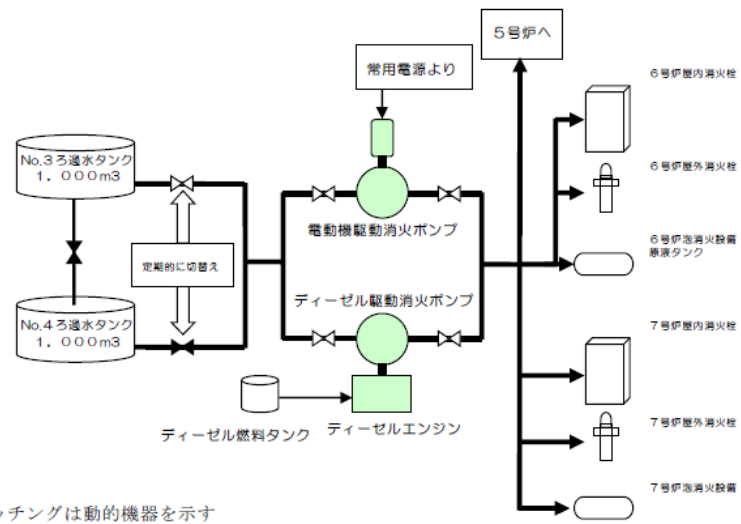 5号炉へ
常用電源より
6号炉屋内消火栓
No.3ろ過水タンク
1,000m3
6号炉屋外消火栓
電動機駆動消火ポンプ
6号炉泡消火設備
原液タンク
定期的に切替え
ディーゼル駆動消火ポンプ
No.4ろ過水タンク
1,000m3
7号炉屋内消火栓
ディーゼル燃料タンク
ディーゼルエンジン
7号炉屋外消火栓
7号炉泡消火設備
ッチングは動的機器を示す